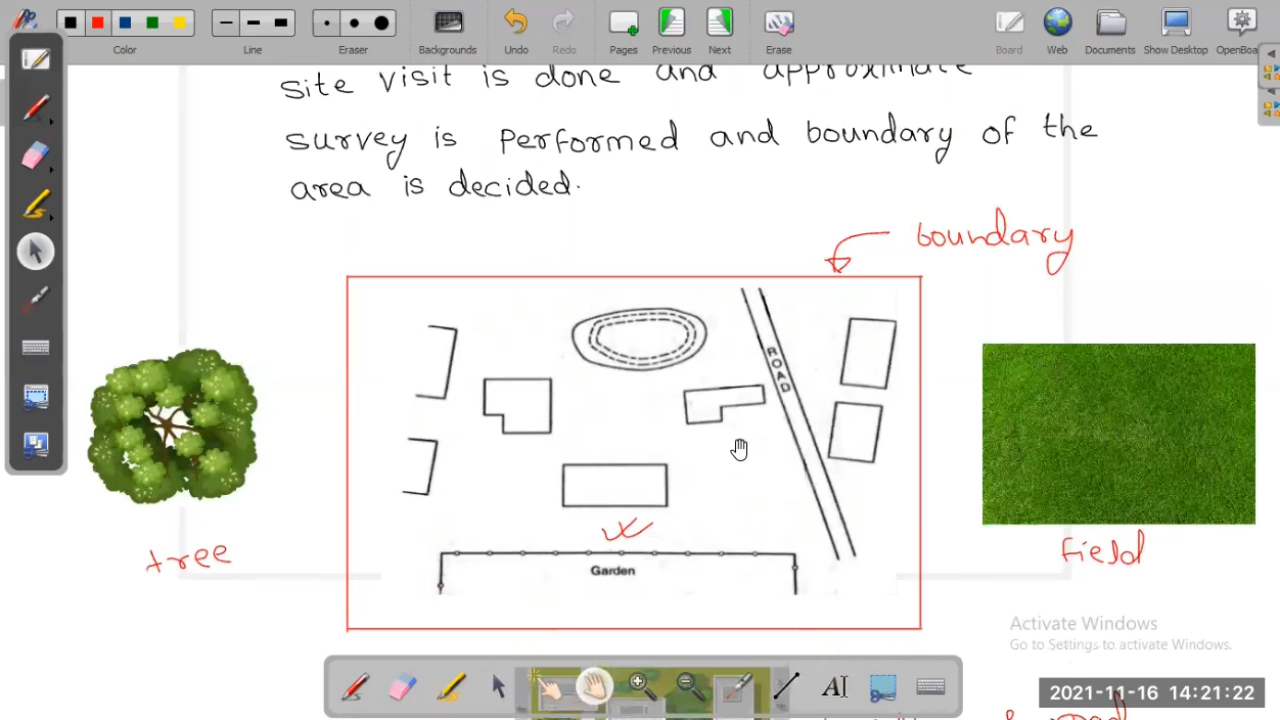 Color
Line
Eraser
Backgrounds
Undo
Redo
Pages
Previous
Next
Erase
Board
Web
Documents
Show Desktop
OpenBoa
site visit is done and approximate
survey is performed and boundary of the
area is decided.
boundary
ROAD
tree
Garden
field
Activate Windows
Go to Settings to activate Windows.
2021-11-16 14:21:22